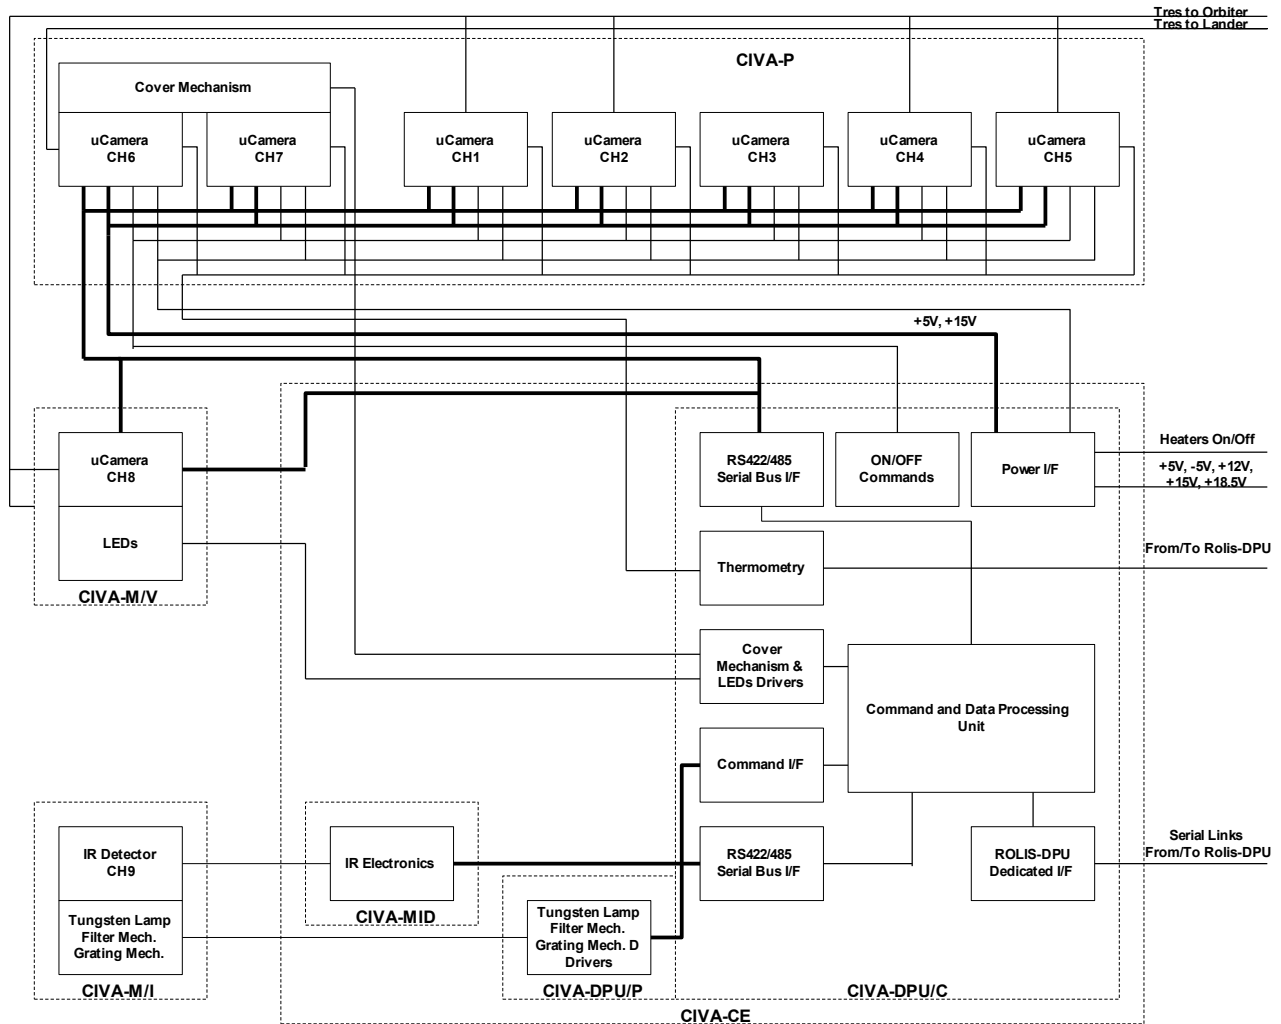 Tres to Orbiter
Tres to Lander
CIVA-P
Cover Mechanism
uCamera
CH6
uCamera
CH7
uCamera
CH1
uCamera
CH2
uCamera
CH3
uCamera
CH4
uCamera
CH5
+5V, +15V
uCamera
CH8
LEDs
CIVA-M/V
RS422/485
Serial Bus I/F
ON/OFF
Commands
Power I/F
Heaters On/Off
+5V, -5V, +12V,
+15V, +18.5V
Thermometry
From/To Rolis-DPU
Cover
Mechanism &
LEDs Drivers
Command and Data Processing
Unit
Command I/F
IR Detector
CH9
Tungsten Lamp
Filter Mech.
Grating Mech.
CIVA-M/I
IR Electronics
CIVA-MID
RS422/485
Serial Bus I/F
ROLIS-DPU
Dedicated I/F
Serial Links
From/To Rolis-DPU
Tungsten Lamp
Filter Mech.
Grating Mech. D
Drivers
CIVA-DPU/P
CIVA-DPU/C
CIVA-CE